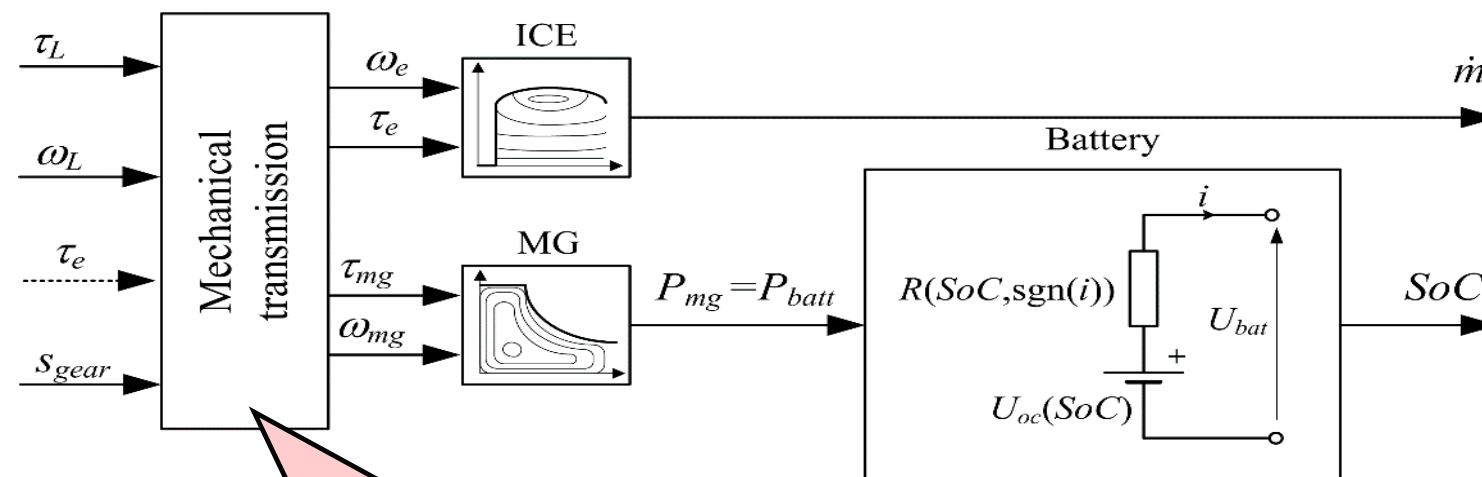 τ_L
ω_L
τ_e
s_gear
Mechanical
transmission
ω_e
τ_e
τ_mg
ω_mg
ICE
MG
P_mg=P_batt
Battery
i
R(SoC,sgn(i))
U_bat
+
U_oc(SoC)
ṁ
SoC